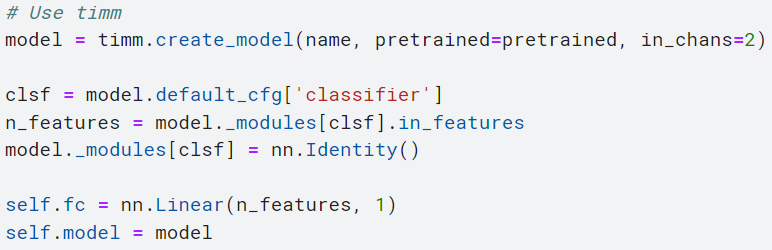 # Use timm
model = timm.create_model(name, pretrained=pretrained, in_chans=2)
clsf = model.default_cfg['classifier']
n_features = model._modules[clsf].in_features
model._modules[clsf] = nn.Identity()
self.fc = nn.Linear(n_features, 1)
self.model = model